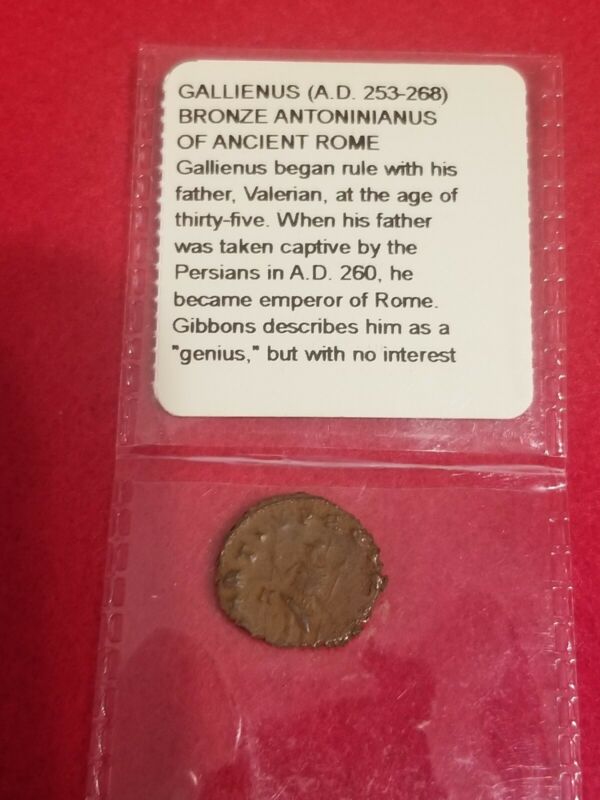 GALLIENUS (A.D. 253-268)
BRONZE ANTONINIANUS
OF ANCIENT ROME
Gallienus began rule with his
father, Valerian, at the age of
thirty-five. When his father
was taken captive by the
Persians in A.D. 260, he
became emperor of Rome.
Gibbons describes him as a
"genius," but with no interest